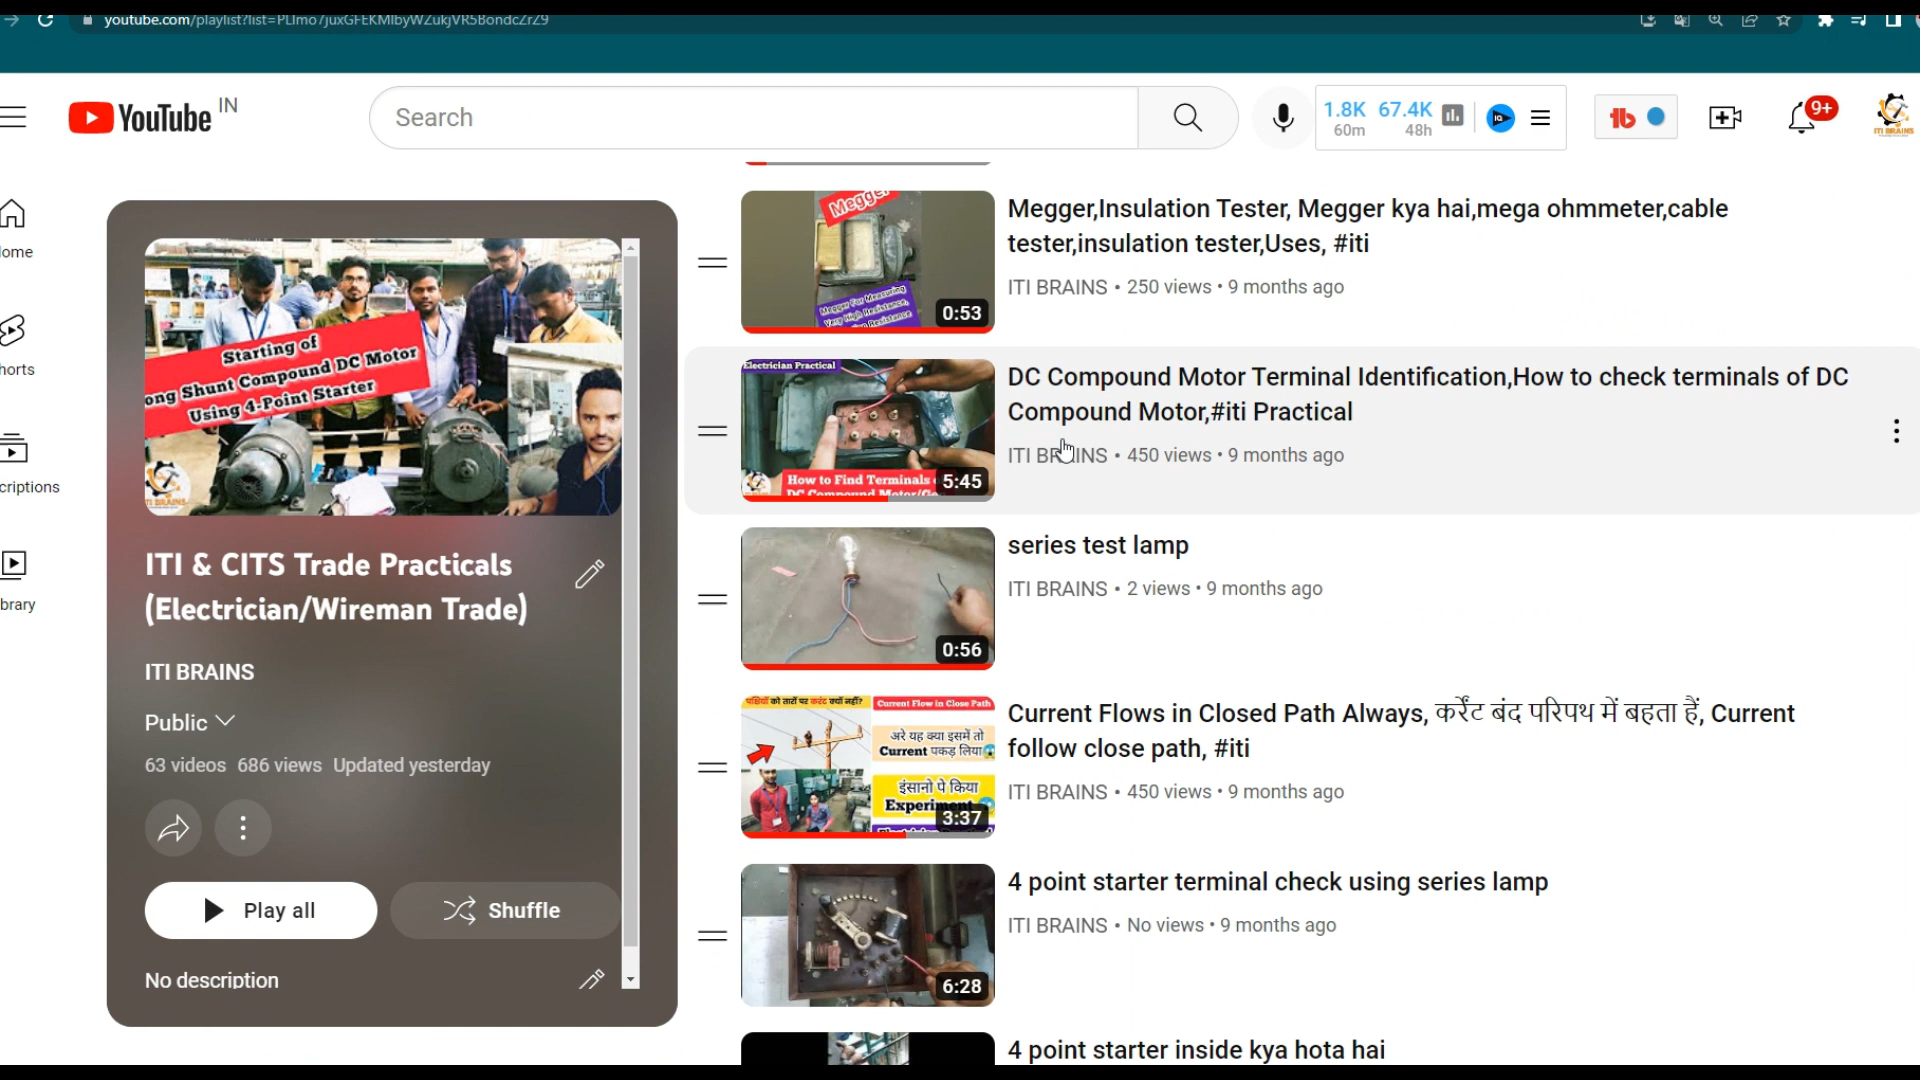 youtube.com/playlist?list=PLImo7juxGFEKMIbyWZukjVR5BondcZrZ9
YouTube IN
Search
1.8K 67.4K
60m 48h
9+
ome
horts
criptions
brary
Starting of
ong Shunt Compound DC Motor
Using 4-Point Starter
ITI & CITS Trade Practicals
(Electrician/Wireman Trade)
ITI BRAINS
Public
63 videos 686 views Updated yesterday
Play all
Shuffle
No description
Megger
Megger For Measuring
Very High Resistance,
Resistance
0:53
Megger,Insulation Tester, Megger kya hai,mega ohmmeter,cable
tester,insulation tester,Uses, #iti
ITI BRAINS • 250 views • 9 months ago
Electrician Practical
How to Find Terminals
DC Compound Motor/Ge
5:45
DC Compound Motor Terminal Identification,How to check terminals of DC
Compound Motor,#iti Practical
ITI BRAINS • 450 views • 9 months ago
0:56
series test lamp
ITI BRAINS • 2 views • 9 months ago
पक्षियों को तारों पर करंट क्यों नहीं?
Current Flow in Close Path
अरे यह क्या इसमें तो
Current पकड़ लिया
इंसानो पे किया
Experiment
3:37
Current Flows in Closed Path Always, करेंट बंद परिपथ में बहता हैं, Current
follow close path, #iti
ITI BRAINS • 450 views • 9 months ago
6:28
4 point starter terminal check using series lamp
ITI BRAINS • No views • 9 months ago
4 point starter inside kya hota hai